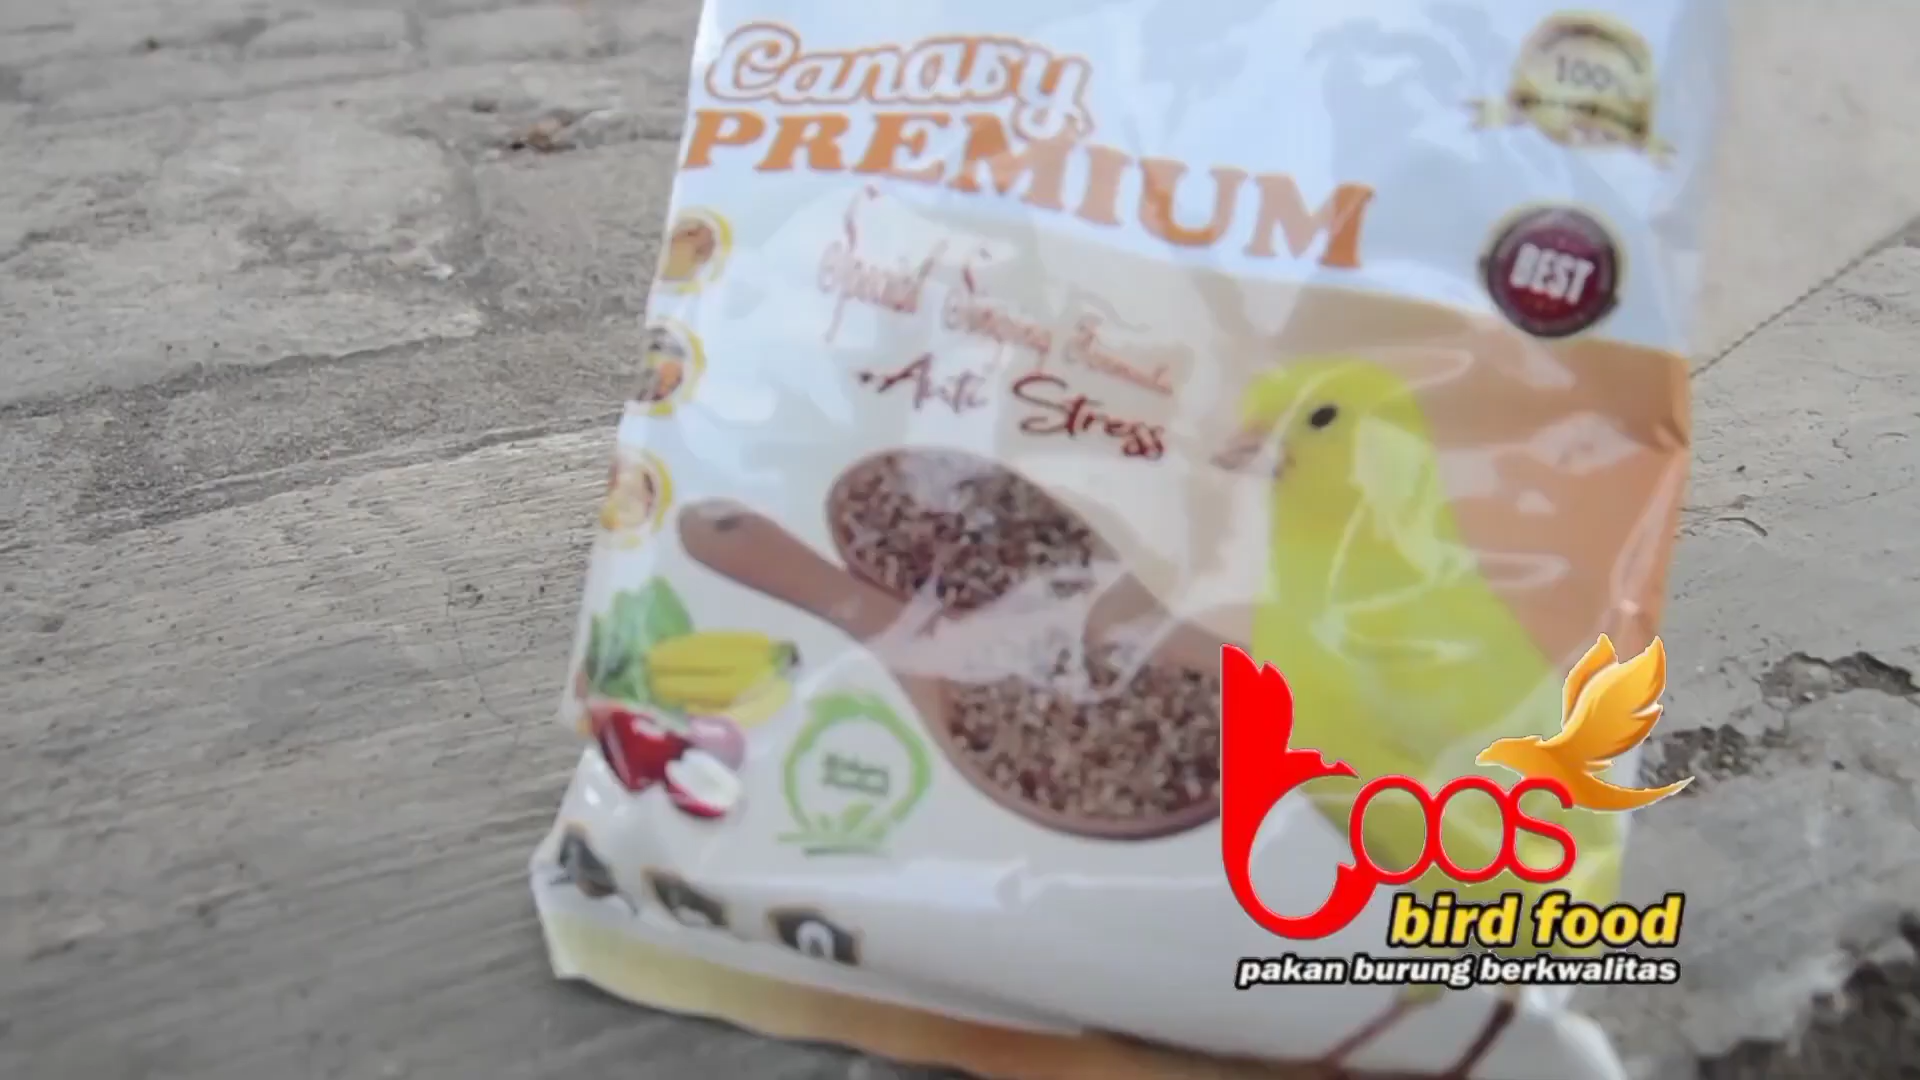 Canary
PREMIUM
100%
BEST
Special Singing Formula
• Anti Stress
boos
bird food
pakan burung berkwalitas